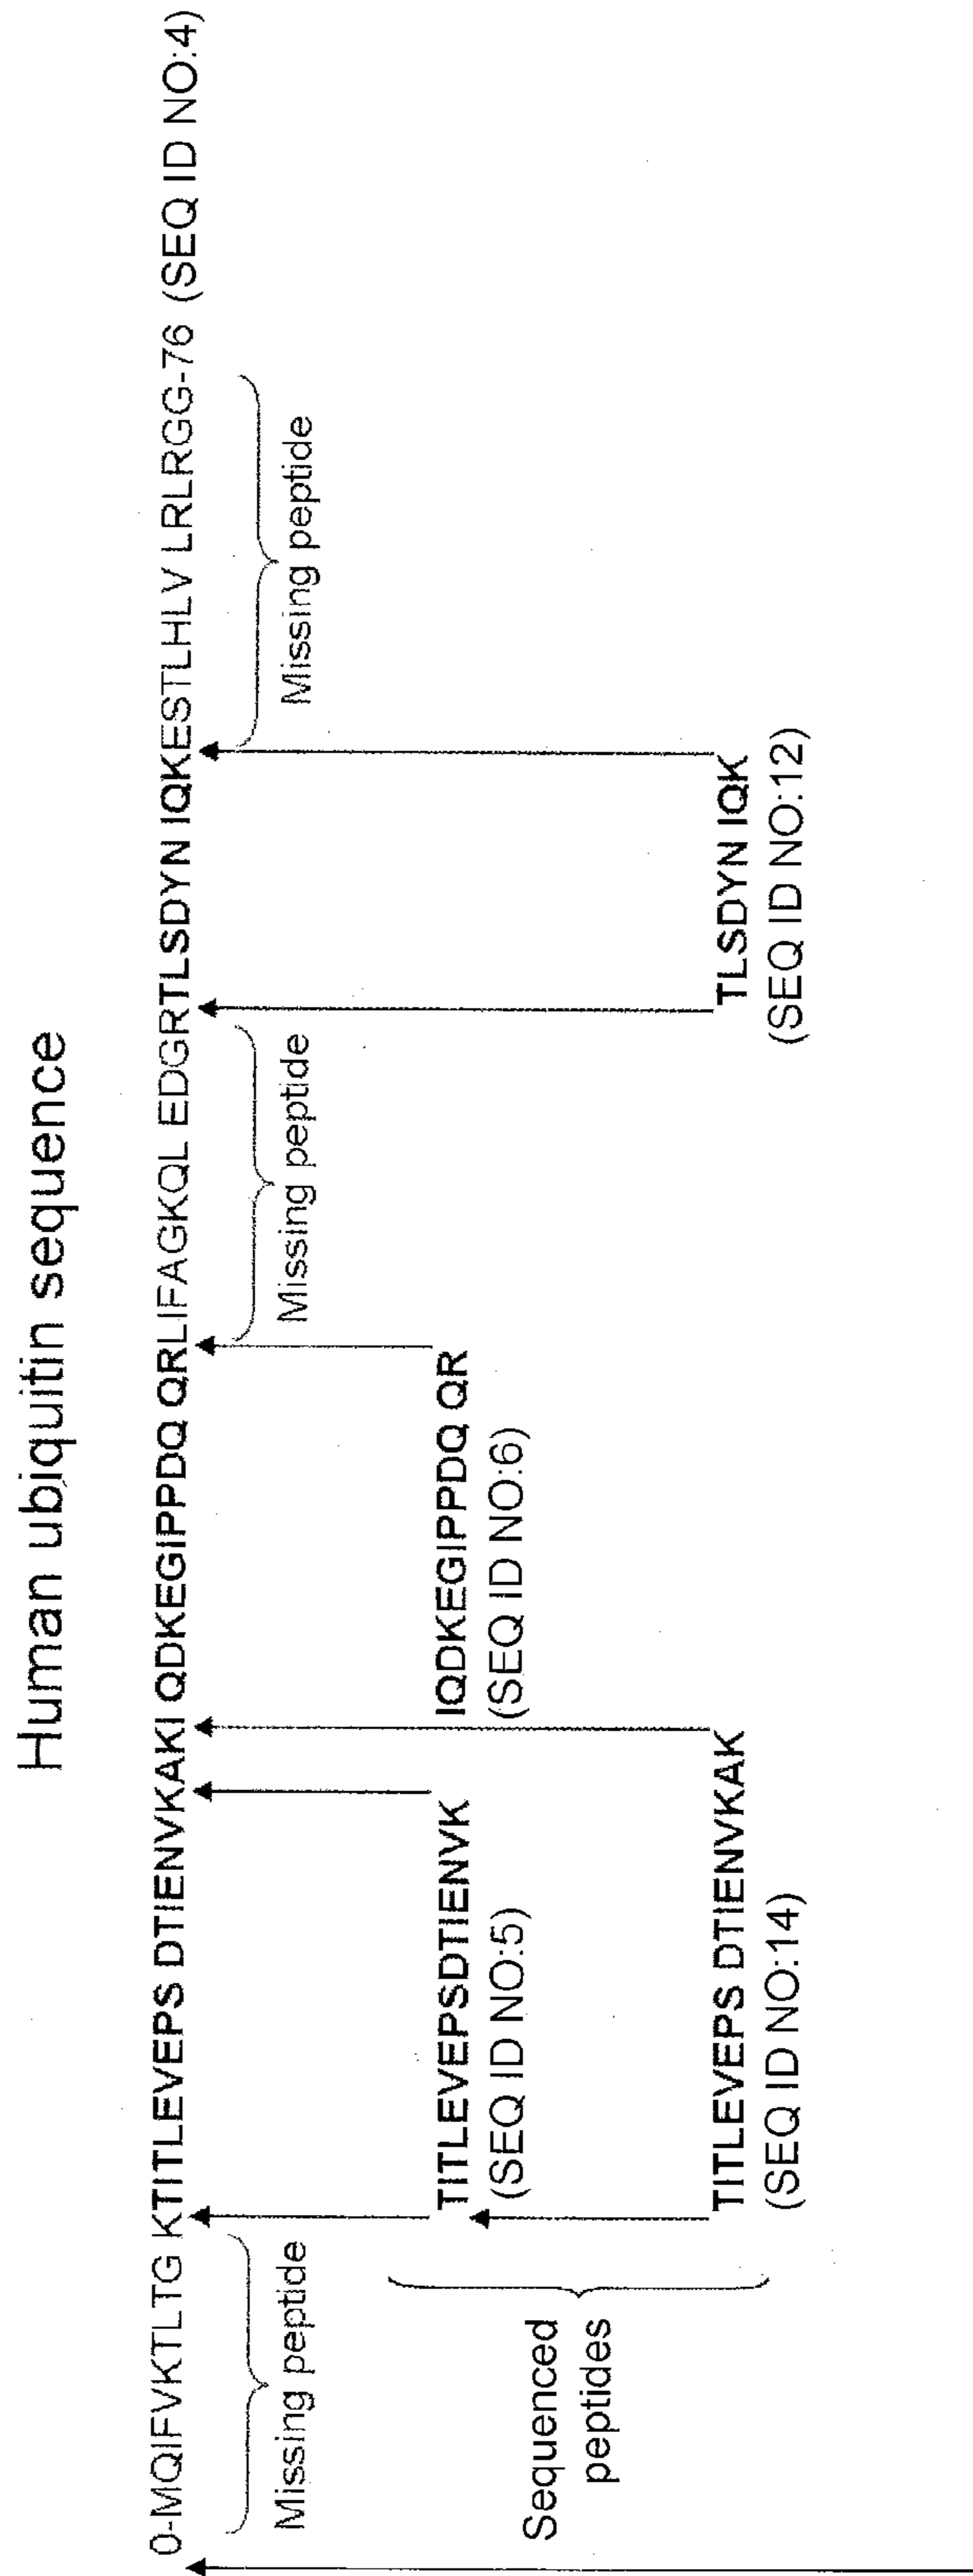 Human ubiquitin sequence
0-MQIFVKTLTG KTITLEVEPS DTIENVKAKI QDKEGIPPDQ QRLIFAGKQL EDGRTLSDYN IQKESTLHLV LRLRGG-76 (SEQ ID NO:4)
Missing peptide
Missing peptide
Missing peptide
Sequenced
peptides
TITLEVEPSDTIENVK
(SEQ ID NO:5)
IQDKEGIPPDQ QR
(SEQ ID NO:6)
TITLEVEPS DTIENVKAK
(SEQ ID NO:14)
TLSDYN IQK
(SEQ ID NO:12)